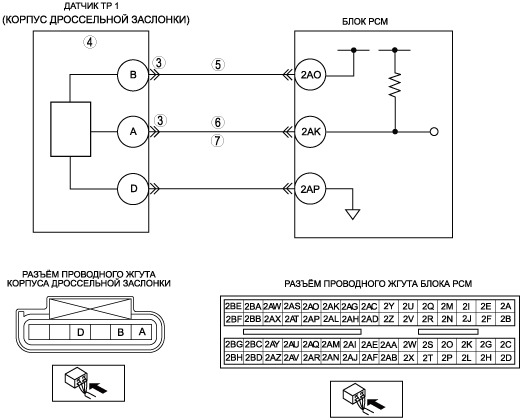 ДАТЧИК TP 1
(КОРПУС ДРОССЕЛЬНОЙ ЗАСЛОНКИ)
БЛОК PCM
4
B 3 5 2AO
A 3 6 2AK
7
D 2AP
РАЗЪЁМ ПРОВОДНОГО ЖГУТА
КОРПУСА ДРОССЕЛЬНОЙ ЗАСЛОНКИ
D B A
РАЗЪЁМ ПРОВОДНОГО ЖГУТА БЛОКА PCM
2BE 2BA 2AW 2AS 2AO 2AK 2AG 2AC 2Y 2U 2Q 2M 2I 2E 2A
2BF 2BB 2AX 2AT 2AP 2AL 2AH 2AD 2Z 2V 2R 2N 2J 2F 2B
2BG 2BC 2AY 2AU 2AQ 2AM 2AI 2AE 2AA 2W 2S 2O 2K 2G 2C
2BH 2BD 2AZ 2AV 2AR 2AN 2AJ 2AF 2AB 2X 2T 2P 2L 2H 2D